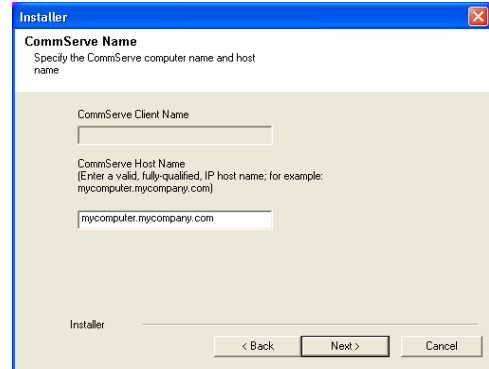 Installer
CommServe Name
Specify the CommServe computer name and host
name
CommServe Client Name
CommServe Host Name
(Enter a valid, fully-qualified, IP host name; for example:
mycomputer.mycompany.com)
mycomputer.mycompany.com
Installer
< Back
Next >
Cancel